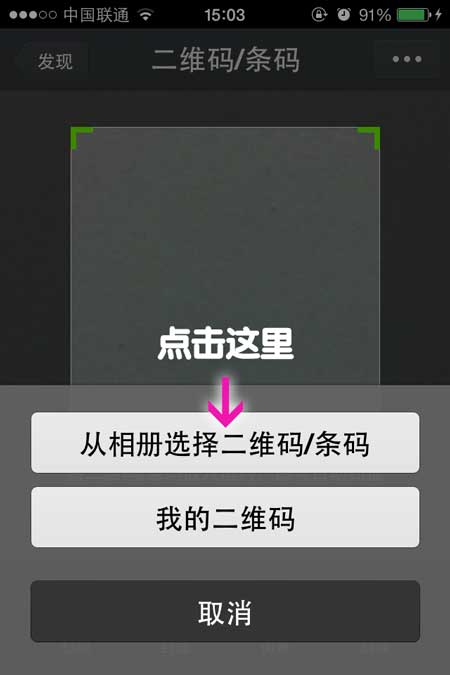 中国联通 15:03 91%
发现 二维码/条码
点击这里
从相册选择二维码/条码
我的二维码
取消